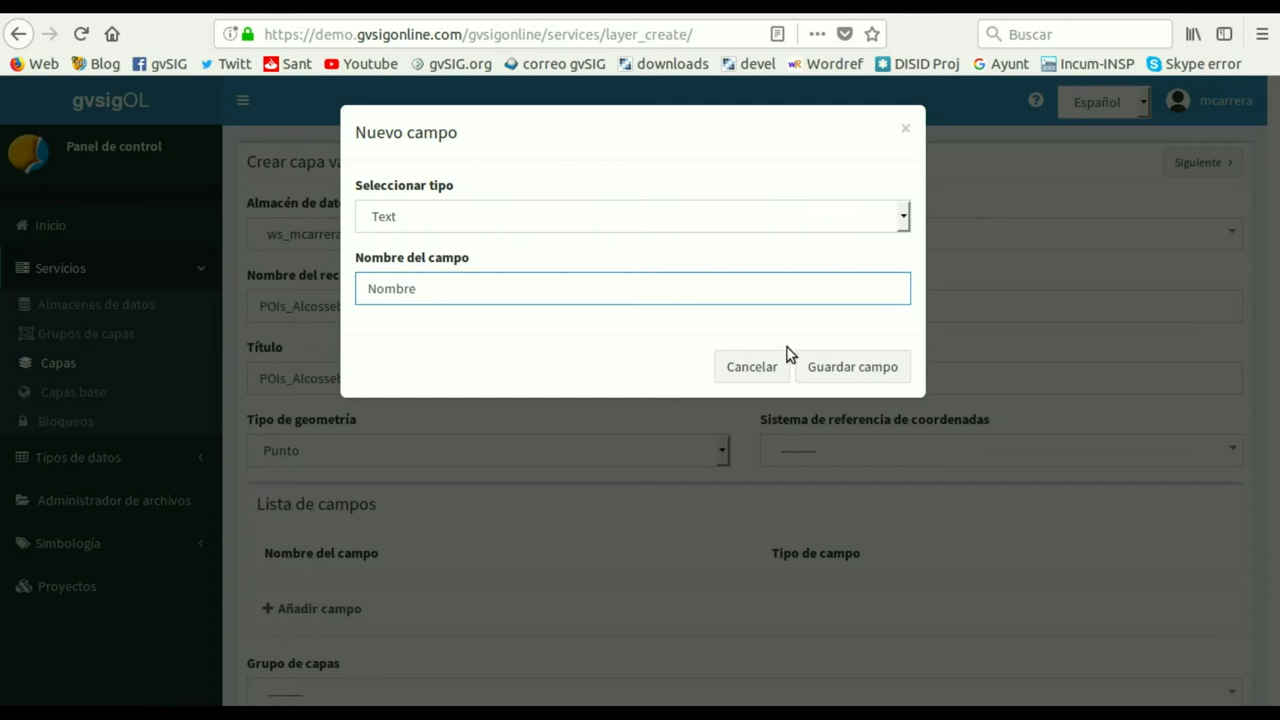 https://demo.gvsigonline.com/gvsigonline/services/layer_create/
Buscar
Web Blog gvSIG Twitt Sant Youtube gvSIG.org correo gvSIG downloads devel Wordref DISID Proj Ayunt Incum-INSP Skype error
gvsigOL
Español
mcarrera
Panel de control
Inicio
Servicios
Almacenes de datos
Grupos de capas
Capas
Capas base
Bloqueos
Tipos de datos
Administrador de archivos
Simbología
Proyectos
Crear capa
Siguiente
Almacén de
ws_mcarrera
Nombre del
Título
Tipo de geometría
Punto
Sistema de referencia de coordenadas
---------
Lista de campos
Nombre del campo
Tipo de campo
Añadir campo
Grupo de capas
---------
Nuevo campo
×
Seleccionar tipo
Text
Nombre del campo
Nombre
Cancelar
Guardar campo